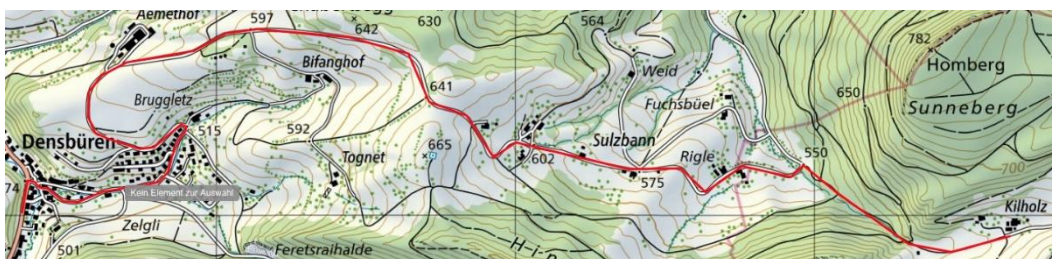 Aemethof
597
642
630
564
782
Homberg
Bifanghof
641
Weid
650
Sunneberg
Bruggletz
Fuchsbüel
515
592
Densbüren
Sulzbann
550
665
602
Rigle
Tognet
575
700
74
Kein Element zur Auswahl
Kilholz
Zelgli
501
Feretsraihalde
H-i-n